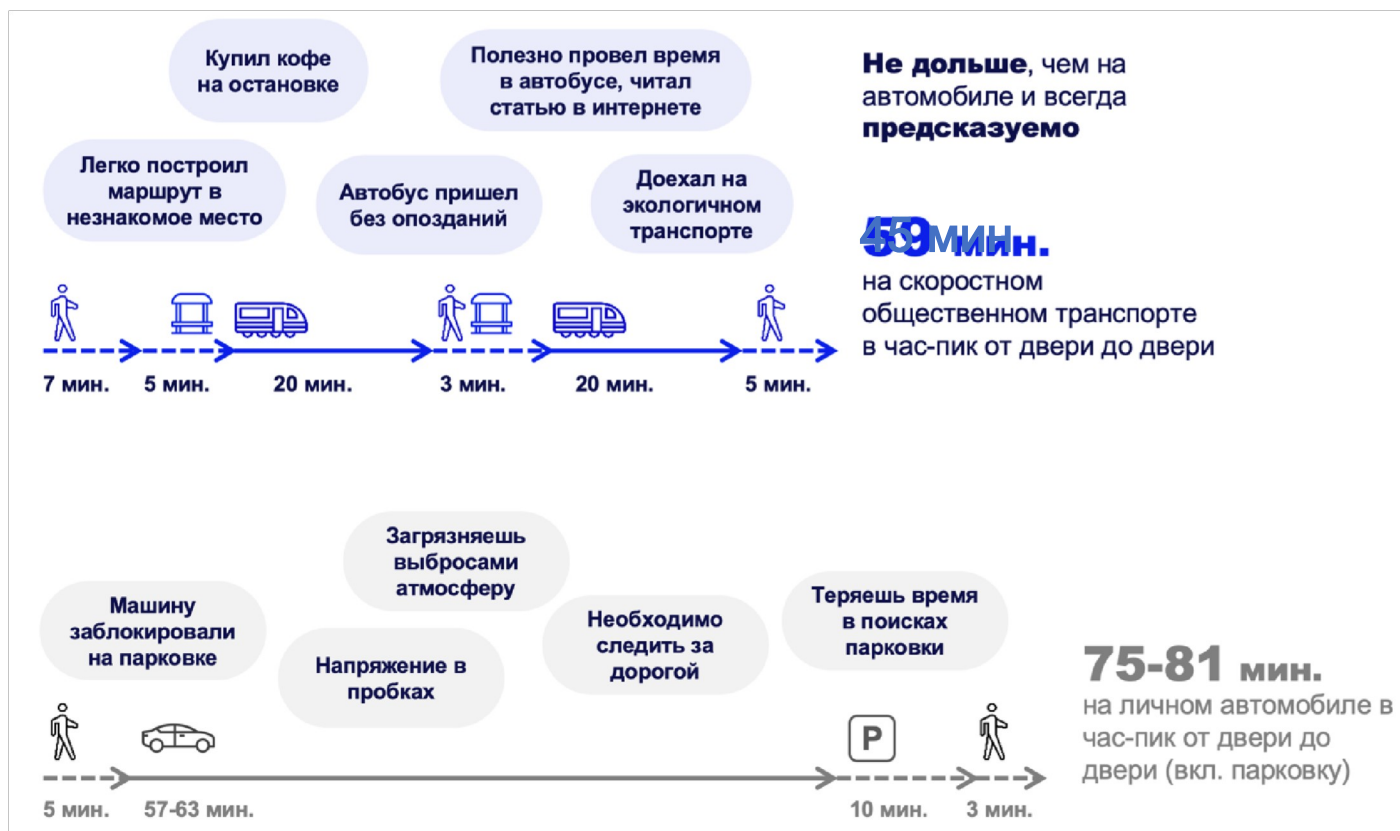 Купил кофе
на остановке
Полезно провел время
в автобусе, читал
статью в интернете
Легко построил
маршрут в
незнакомое место
Автобус пришел
без опозданий
Доехал на
экологичном
транспорте
Не дольше, чем на
автомобиле и всегда
предсказуемо
59 мин.
45 мин
на скоростном
общественном транспорте
в час-пик от двери до двери
7 мин.
5 мин.
20 мин.
3 мин.
20 мин.
5 мин.
Машину
заблокировали
на парковке
Загрязняешь
выбросами
атмосферу
Напряжение в
пробках
Необходимо
следить за
дорогой
Теряешь время
в поисках
парковки
P
75-81 мин.
на личном автомобиле в
час-пик от двери до
двери (вкл. парковку)
5 мин.
57-63 мин.
10 мин.
3 мин.